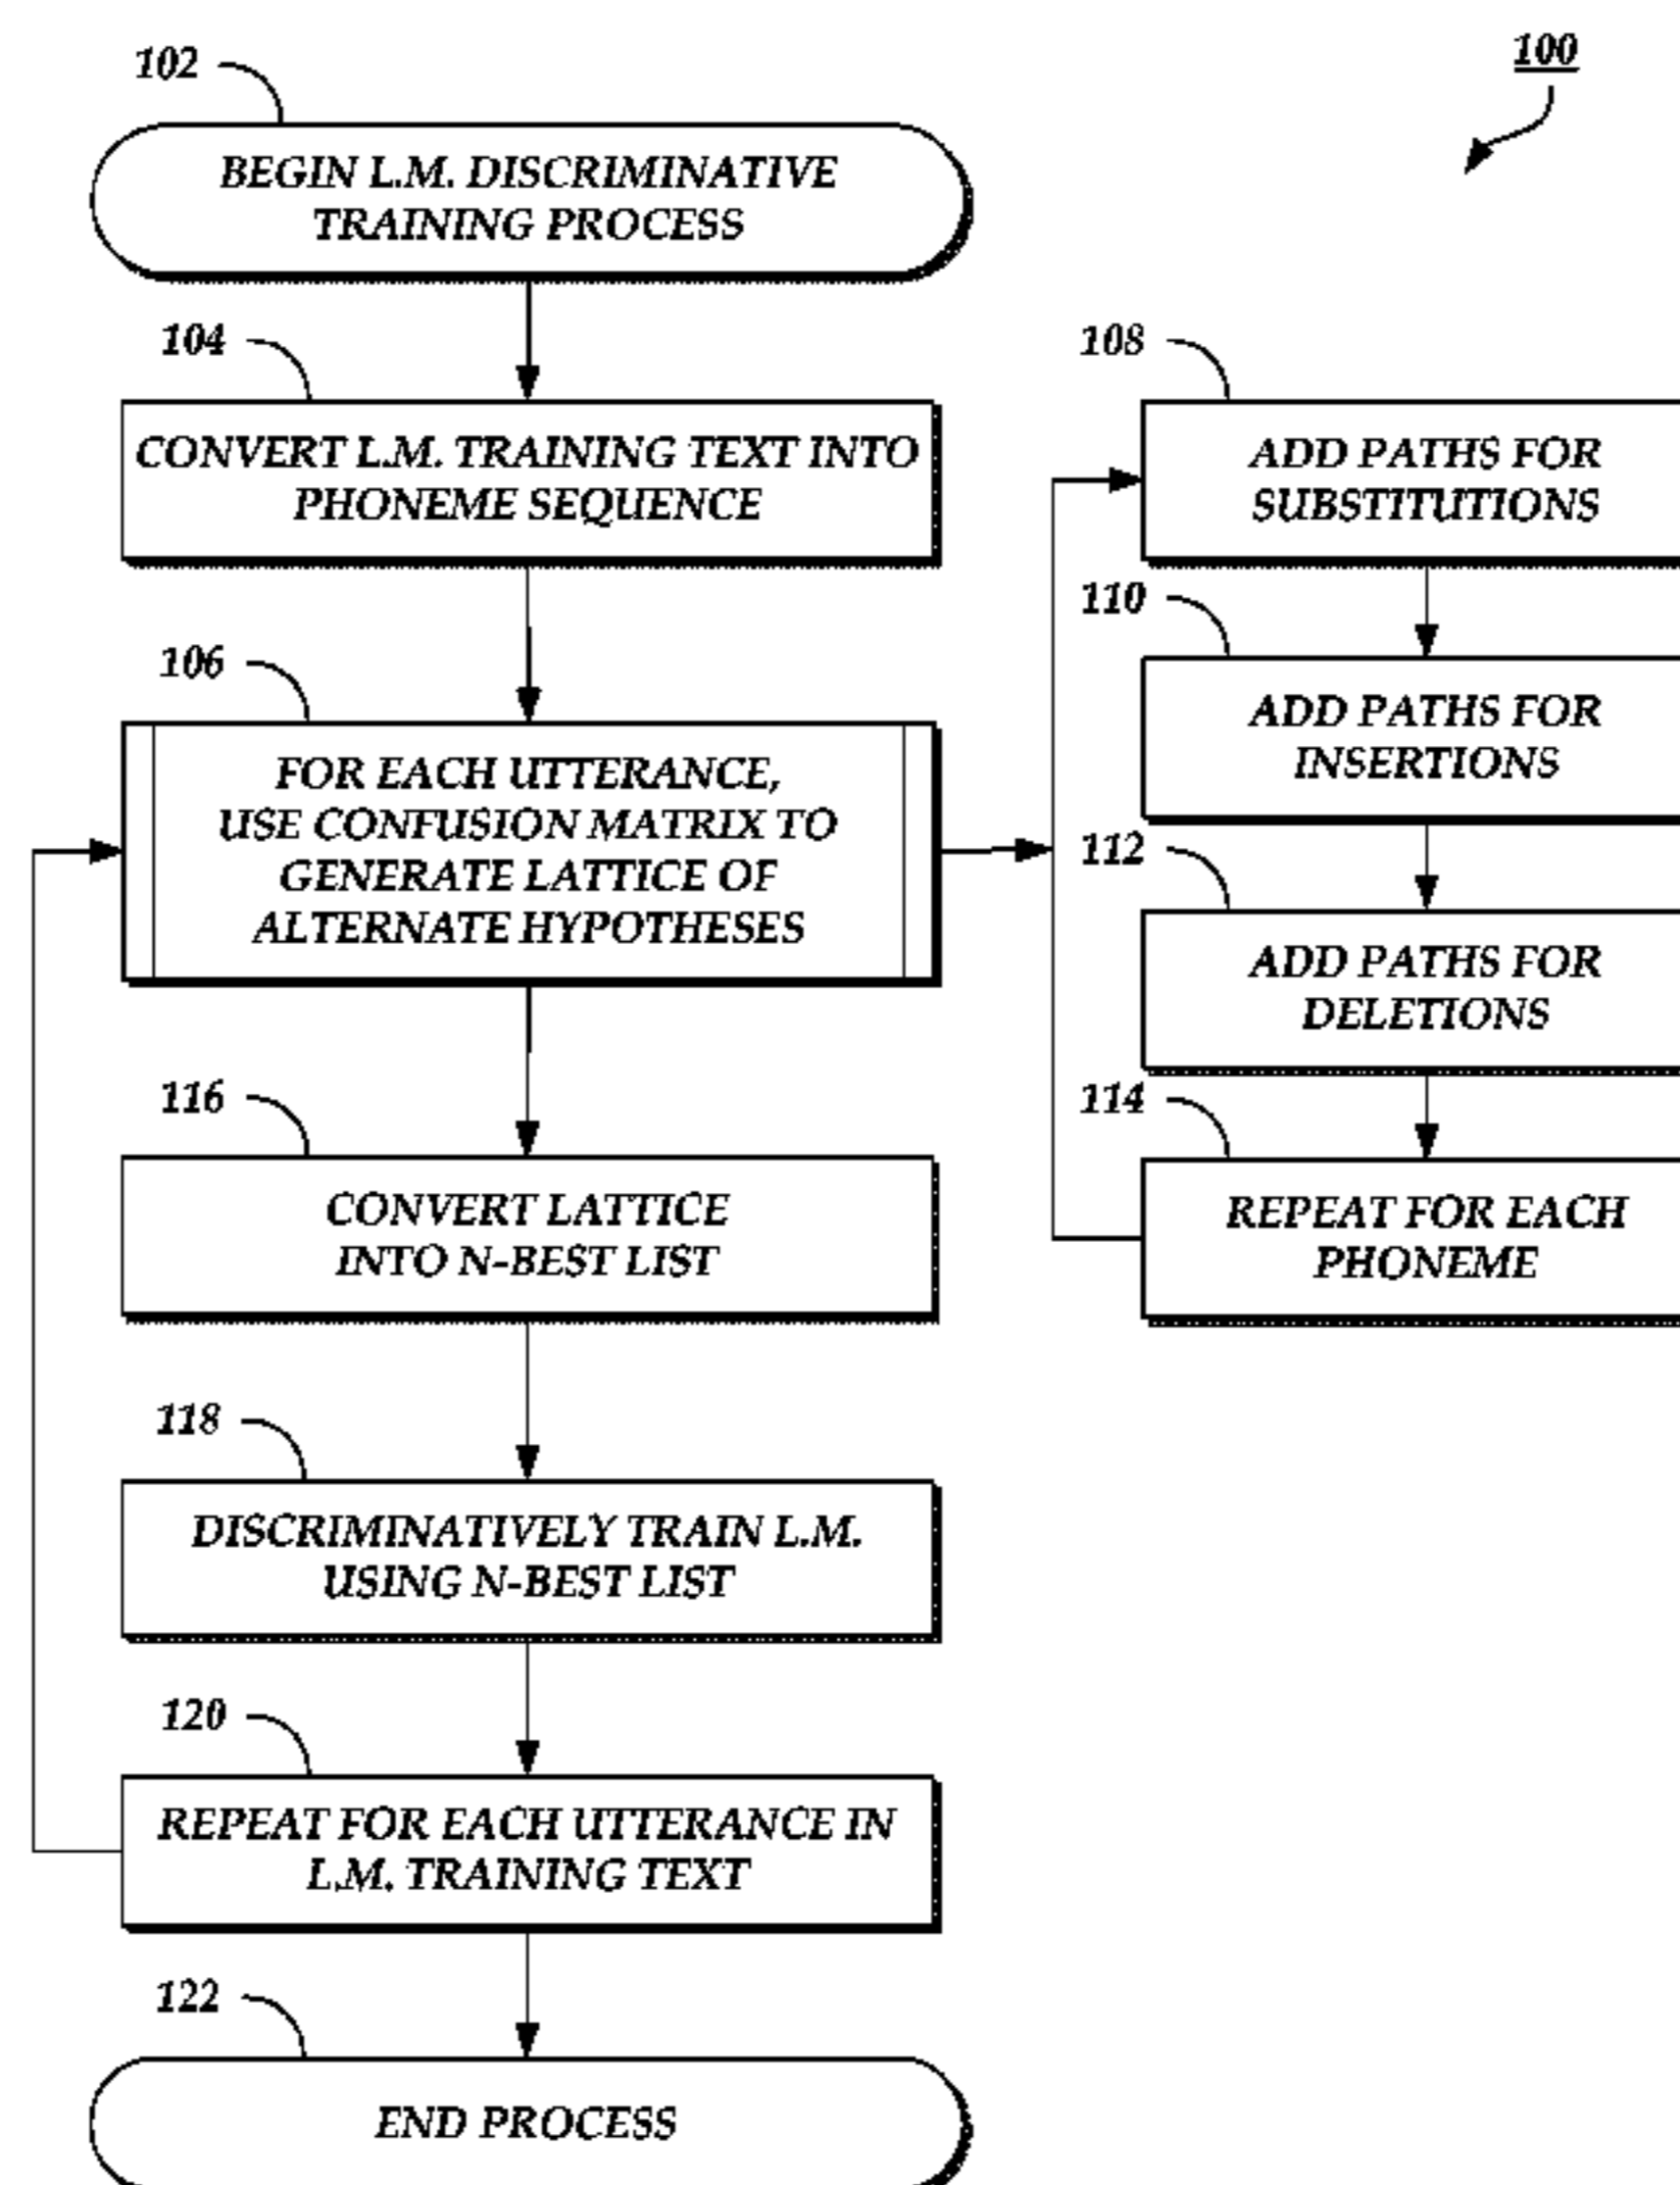 100
102
BEGIN L.M. DISCRIMINATIVE
TRAINING PROCESS
104
CONVERT L.M. TRAINING TEXT INTO
PHONEME SEQUENCE
106
FOR EACH UTTERANCE,
USE CONFUSION MATRIX TO
GENERATE LATTICE OF
ALTERNATE HYPOTHESES
108
ADD PATHS FOR
SUBSTITUTIONS
110
ADD PATHS FOR
INSERTIONS
112
ADD PATHS FOR
DELETIONS
114
REPEAT FOR EACH
PHONEME
116
CONVERT LATTICE
INTO N-BEST LIST
118
DISCRIMINATIVELY TRAIN L.M.
USING N-BEST LIST
120
REPEAT FOR EACH UTTERANCE IN
L.M. TRAINING TEXT
122
END PROCESS